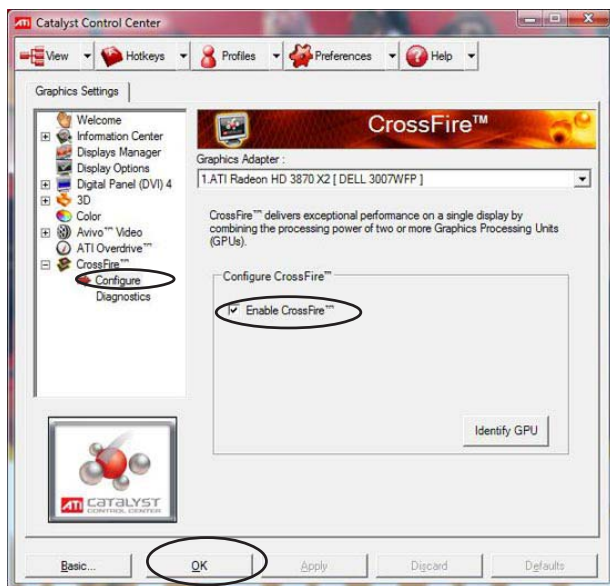 ATI Catalyst Control Center
View Hotkeys Profiles Preferences Help
Graphics Settings
Welcome
Information Center
Displays Manager
Display Options
Digital Panel (DVI) 4
3D
Color
Avivo™ Video
ATI Overdrive™
CrossFire™
Configure
Diagnostics
CrossFire™
Graphics Adapter :
1.ATI Radeon HD 3870 X2 [ DELL 3007WFP ]
CrossFire™ delivers exceptional performance on a single display by
combining the processing power of two or more Graphics Processing Units
(GPUs).
Configure CrossFire™
Enable CrossFire™
Identify GPU
ATI CATALYST
CONTROL CENTER
Basic... OK Apply Discard Defaults